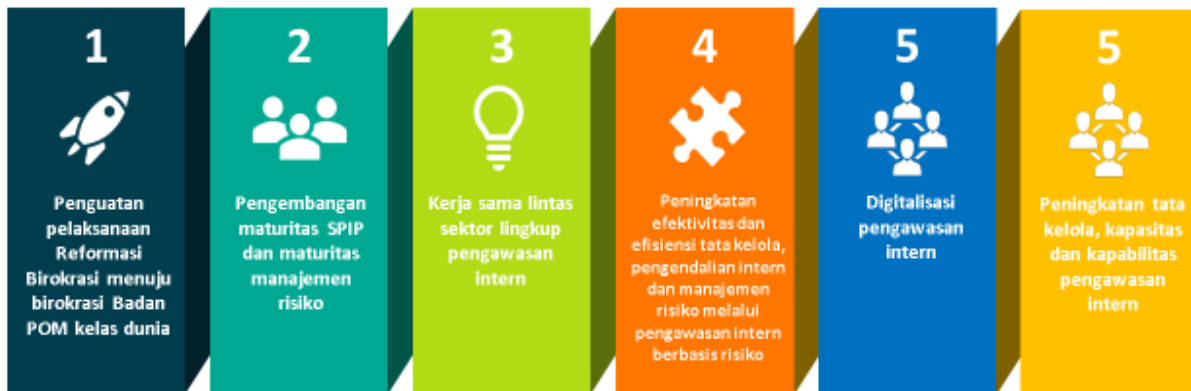 1
Penguatan
pelaksanaan
Reformasi
Birokrasi menuju
birokrasi Badan
POM kelas dunia
2
Pengembangan
maturitas SPIP
dan maturitas
manajemen
risiko
3
Kerja sama lintas
sektor lingkup
pengawasan
intern
4
Peningkatan
efektivitas dan
efisiensi tata kelola,
pengendalian intern
dan manajemen
risiko melalui
pengawasan intern
berbasis risiko
5
Digitalisasi
pengawasan
intern
5
Peningkatan tata
kelola, kapasitas
dan kapabilitas
pengawasan
intern